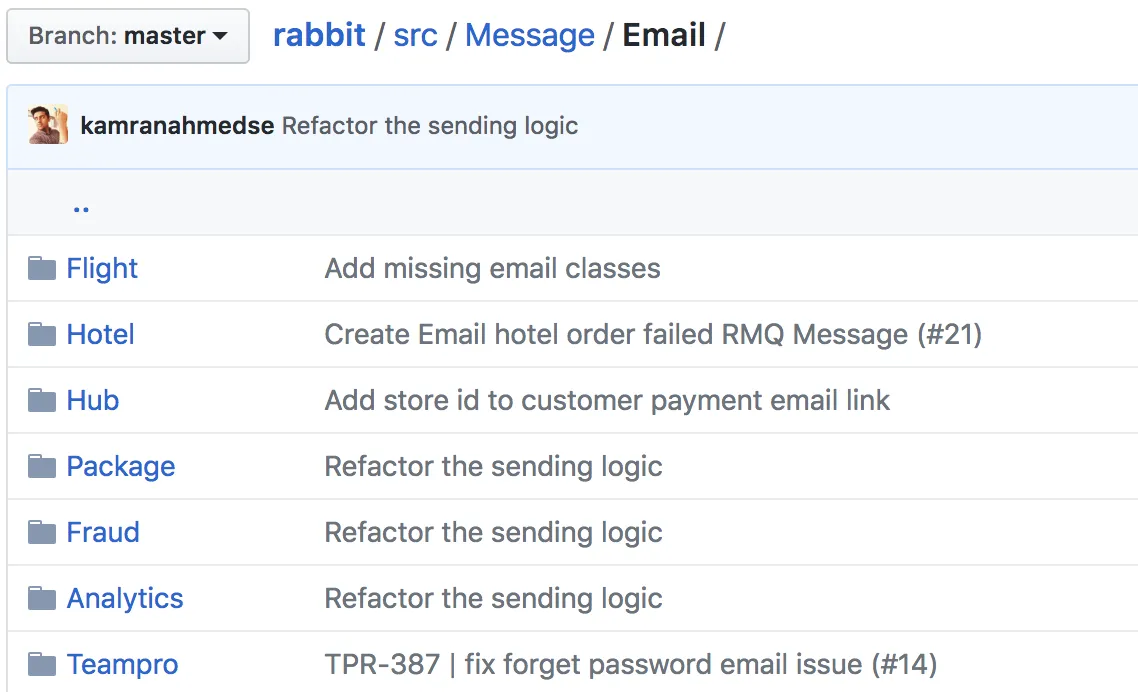 Branch: master rabbit / src / Message / Email /
kamranahmedse Refactor the sending logic
..
Flight Add missing email classes
Hotel Create Email hotel order failed RMQ Message (#21)
Hub Add store id to customer payment email link
Package Refactor the sending logic
Fraud Refactor the sending logic
Analytics Refactor the sending logic
Teampro TPR-387 | fix forget password email issue (#14)